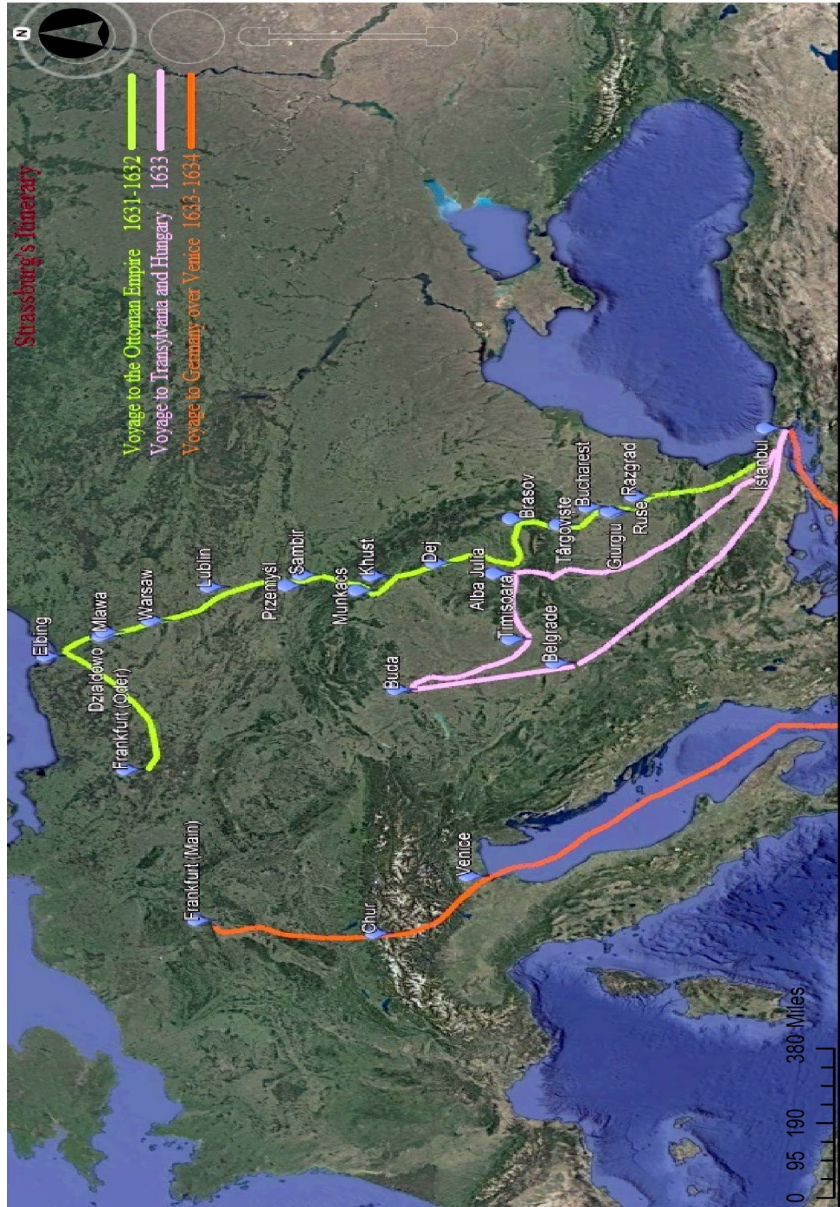 N
Strassburg's Itinerary
Voyage to the Ottoman Empire 1631-1632
Voyage to Transylvania and Hungary 1633
Voyage to Germany over Venice 1633-1634
Elbing
Dzialdowo
Mlawa
Frankfurt (Oder)
Warsaw
Lublin
Frankfurt (Main)
Przemysl
Sambir
Munkacs
Khust
Chur
Buda
Dej
Venice
Alba Julia
Brasov
Timisoara
Târgoviste
Belgrade
Bucharest
Giurgiu
Ruse
Razgrad
Istanbul
0 95 190 380 Miles